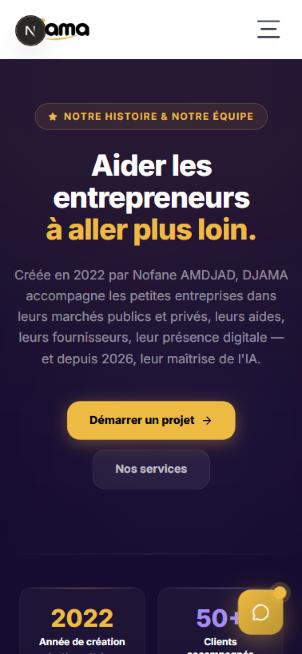 N
ama
NOTRE HISTOIRE & NOTRE ÉQUIPE
Aider les
entrepreneurs
à aller plus loin.
Créée en 2022 par Nofane AMDJAD, DJAMA
accompagne les petites entreprises dans
leurs marchés publics et privés, leurs aides,
leurs fournisseurs, leur présence digitale —
et depuis 2026, leur maîtrise de l'IA.
Démarrer un projet →
Nos services
2022
50+
Année de création
Clients